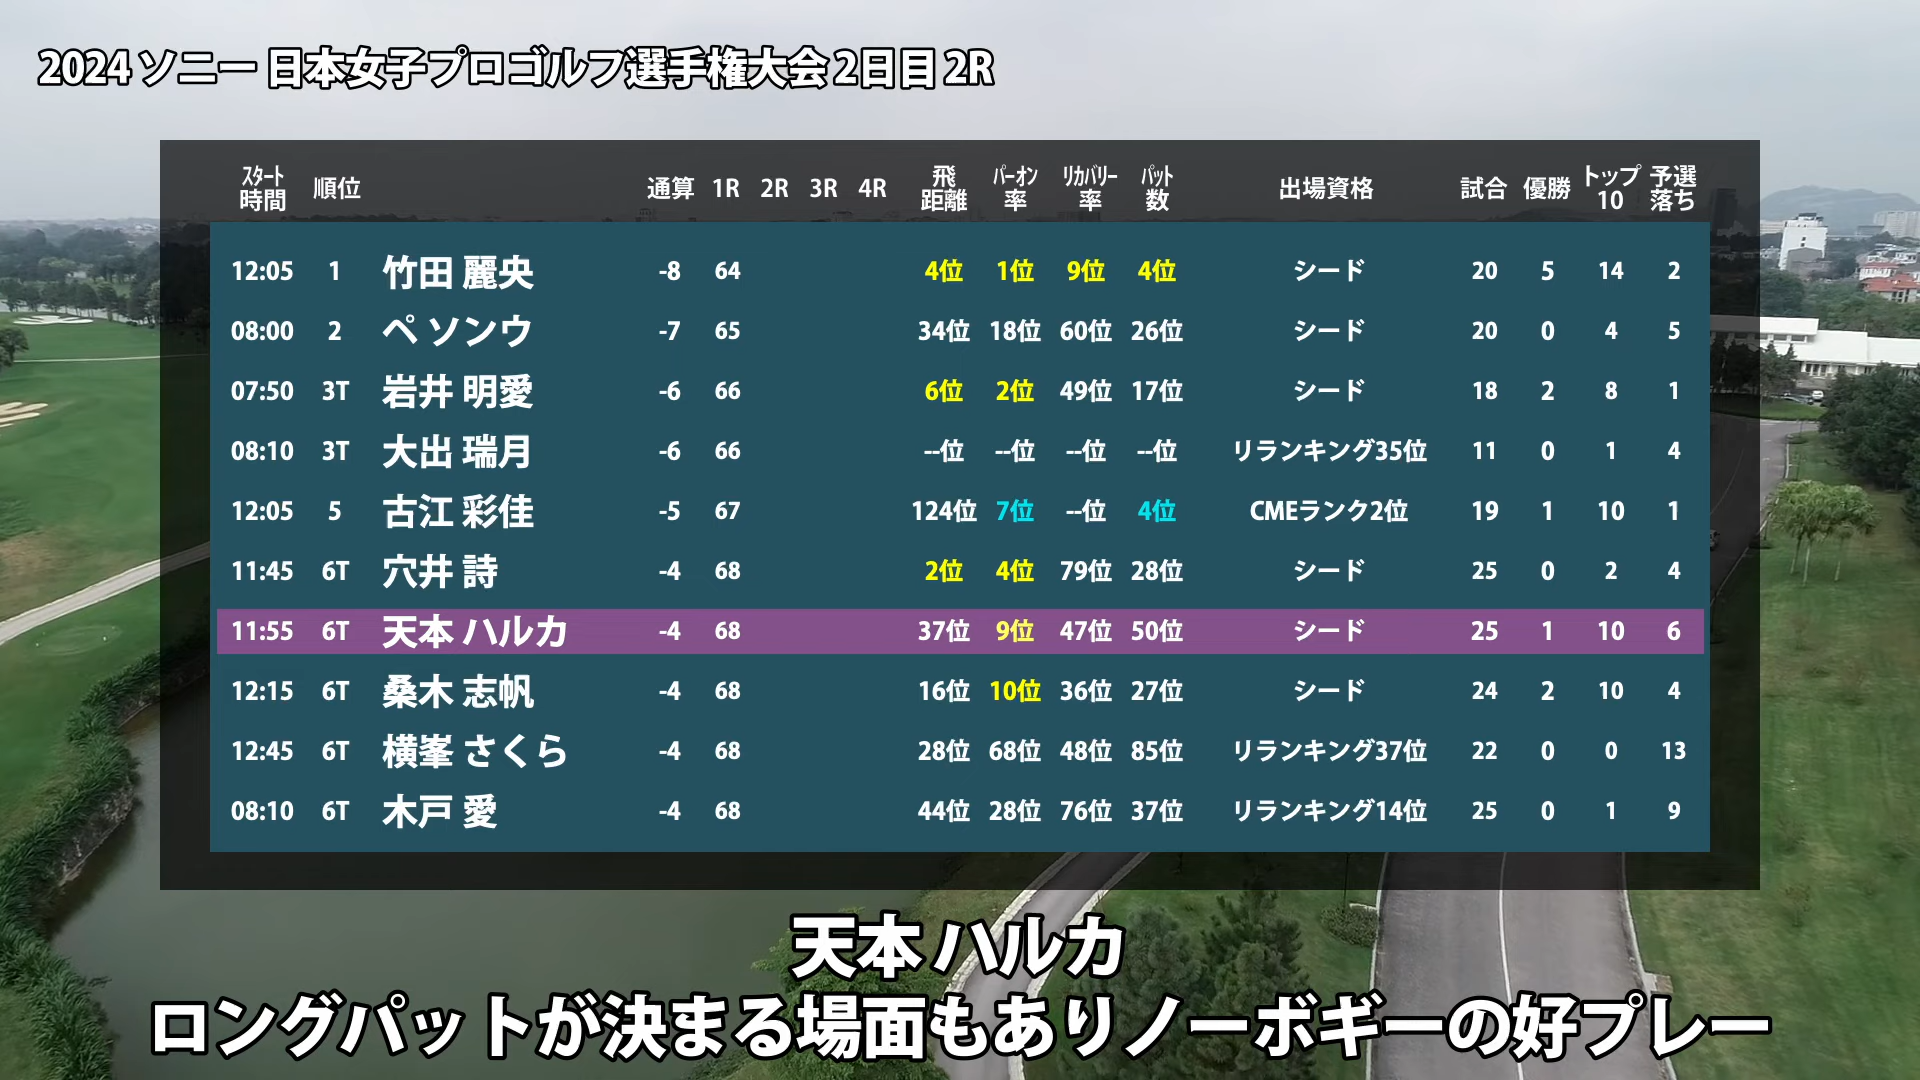 2024 ソニー 日本女子プロゴルフ選手権大会 2日目 2R
ｽﾀｰﾄ時間 順位 通算 1R 2R 3R 4R 飛距離 ﾊﾟｰｵﾝ率 ﾘｶﾊﾞﾘｰ率 ﾊﾟｯﾄ数 出場資格 試合 優勝 トップ10 予選落ち
12:05 1 竹田 麗央 -8 64 4位 1位 9位 4位 シード 20 5 14 2
08:00 2 ペ ソンウ -7 65 34位 18位 60位 26位 シード 20 0 4 5
07:50 3T 岩井 明愛 -6 66 6位 2位 49位 17位 シード 18 2 8 1
08:10 3T 大出 瑞月 -6 66 --位 --位 --位 --位 リランキング35位 11 0 1 4
12:05 5 古江 彩佳 -5 67 124位 7位 --位 4位 CMEランク2位 19 1 10 1
11:45 6T 穴井 詩 -4 68 2位 4位 79位 28位 シード 25 0 2 4
11:55 6T 天本 ハルカ -4 68 37位 9位 47位 50位 シード 25 1 10 6
12:15 6T 桑木 志帆 -4 68 16位 10位 36位 27位 シード 24 2 10 4
12:45 6T 横峯 さくら -4 68 28位 68位 48位 85位 リランキング37位 22 0 0 13
08:10 6T 木戸 愛 -4 68 44位 28位 76位 37位 リランキング14位 25 0 1 9
天本 ハルカ
ロングパットが決まる場面もありノーボギーの好プレー